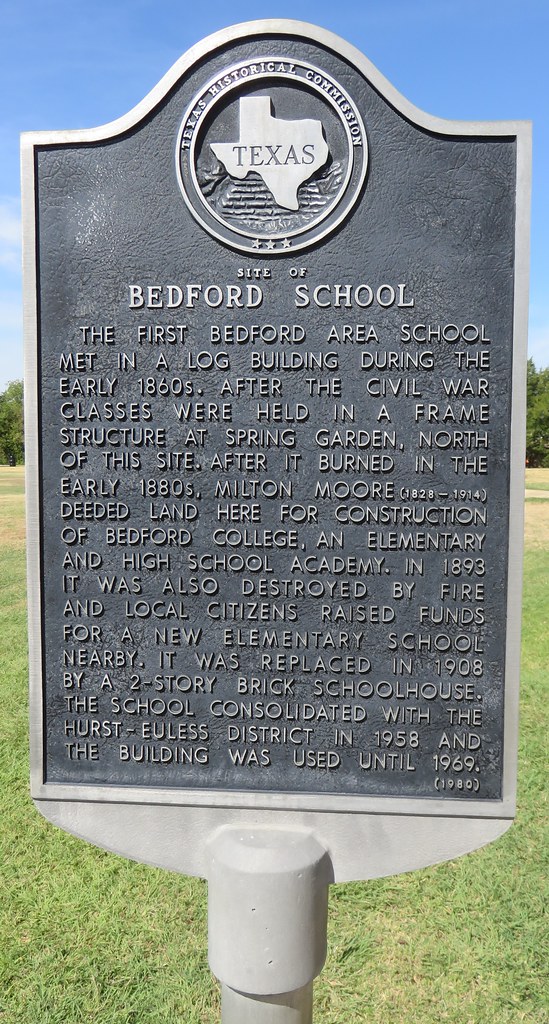 TEXAS HISTORICAL COMMISSION
TEXAS
SITE OF
BEDFORD SCHOOL
THE FIRST BEDFORD AREA SCHOOL
MET IN A LOG BUILDING DURING THE
EARLY 1860s. AFTER THE CIVIL WAR
CLASSES WERE HELD IN A FRAME
STRUCTURE AT SPRING GARDEN, NORTH
OF THIS SITE. AFTER IT BURNED IN THE
EARLY 1880s, MILTON MOORE (1828-1914)
DEEDED LAND HERE FOR CONSTRUCTION
OF BEDFORD COLLEGE, AN ELEMENTARY
AND HIGH SCHOOL ACADEMY. IN 1893
IT WAS ALSO DESTROYED BY FIRE
AND LOCAL CITIZENS RAISED FUNDS
FOR A NEW ELEMENTARY SCHOOL
NEARBY. IT WAS REPLACED IN 1908
BY A 2-STORY BRICK SCHOOLHOUSE.
THE SCHOOL CONSOLIDATED WITH THE
HURST-EULESS DISTRICT IN 1958 AND
THE BUILDING WAS USED UNTIL 1969.
(1980)